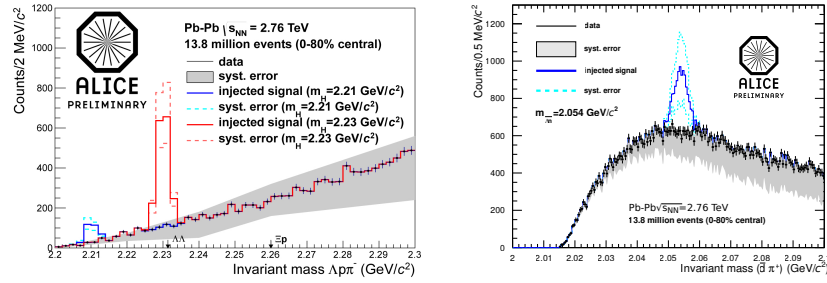 Counts/2 MeV/c²
1200
1000
800
600
400
200
0
ALICE
PRELIMINARY
Pb-Pb √sNN = 2.76 TeV
13.8 million events (0-80% central)
data
syst. error
injected signal (mH=2.21 GeV/c²)
syst. error (mH=2.21 GeV/c²)
injected signal (mH=2.23 GeV/c²)
syst. error (mH=2.23 GeV/c²)
ΛΛ
Ξp
2.2 2.21 2.22 2.23 2.24 2.25 2.26 2.27 2.28 2.29 2.3
Invariant mass Λpπ⁻ (GeV/c²)
Counts/0.5 MeV/c²
1200
1000
800
600
400
200
0
data
syst. error
injected signal
syst. error
=2.054 GeV/c²
ALICE
PRELIMINARY
Pb-Pb√sNN=2.76 TeV
13.8 million events (0-80% central)
2 2.01 2.02 2.03 2.04 2.05 2.06 2.07 2.08 2.09
Invariant mass (d̄ π⁺) (GeV/c²)